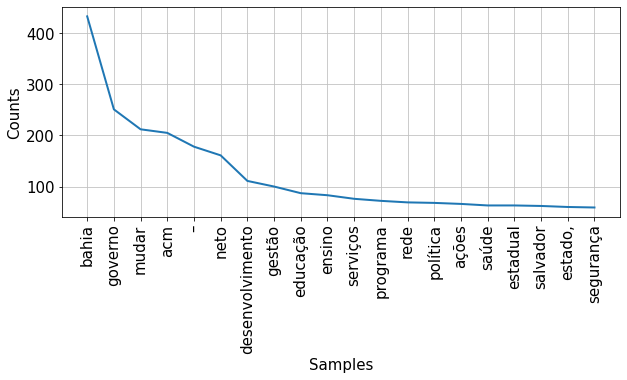 400
300
200
100
Counts
bahia
governo
mudar
acm
–
neto
desenvolvimento
gestão
educação
ensino
serviços
programa
rede
política
ações
saúde
estadual
salvador
estado,
segurança
Samples